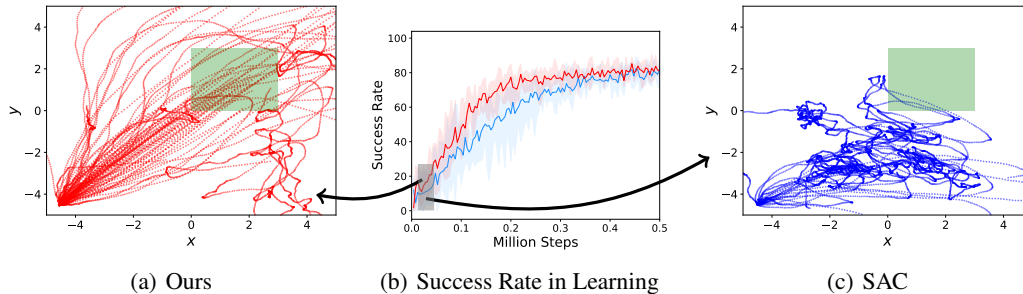 4
2
0
−2
−4
y
−4 −2 0 2 4
x
(a) Ours
100
80
60
40
20
0
Success Rate
0.0 0.1 0.2 0.3 0.4 0.5
Million Steps
(b) Success Rate in Learning
4
2
0
−2
−4
y
−4 −2 0 2 4
x
(c) SAC